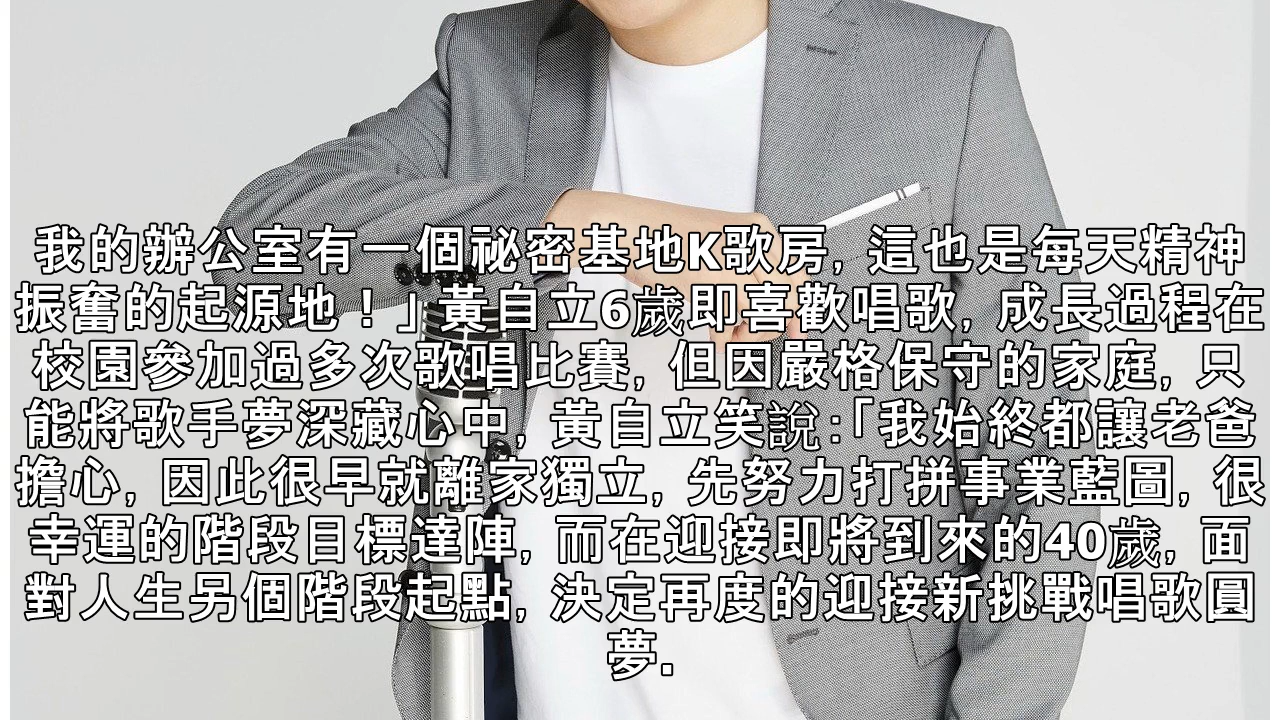 我的辦公室有一個祕密基地K歌房, 這也是每天精神
振奮的起源地！」黃自立6歲即喜歡唱歌, 成長過程在
校園參加過多次歌唱比賽, 但因嚴格保守的家庭, 只
能將歌手夢深藏心中, 黃自立笑說:「我始終都讓老爸
擔心, 因此很早就離家獨立, 先努力打拼事業藍圖, 很
幸運的階段目標達陣, 而在迎接即將到來的40歲, 面
對人生另個階段起點, 決定再度的迎接新挑戰唱歌圓
夢.